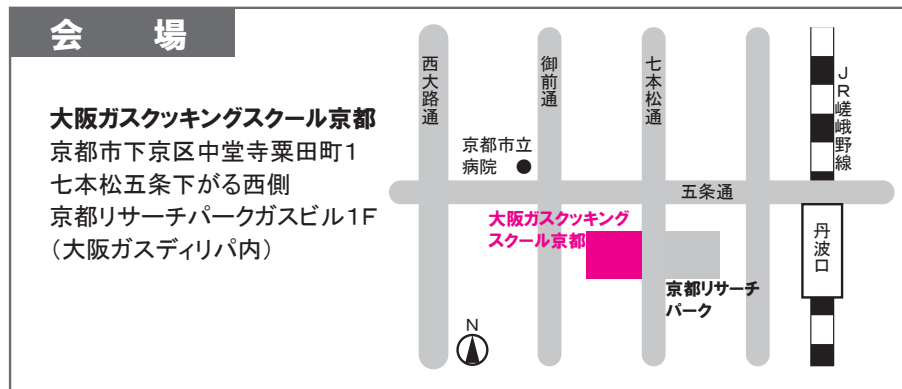 会　場
大阪ガスクッキングスクール京都
京都市下京区中堂寺粟田町1
七本松五条下がる西側
京都リサーチパークガスビル1F
（大阪ガスディリパ内）
西大路通
御前通
七本松通
JR嵯峨野線
京都市立
病院
五条通
大阪ガスクッキング
スクール京都
丹波口
京都リサーチ
パーク
N